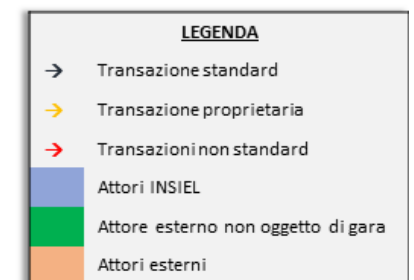 LEGENDA
→ Transazione standard
→ Transazione proprietaria
→ Transazioni non standard
Attori INSIEL
Attore esterno non oggetto di gara
Attori esterni